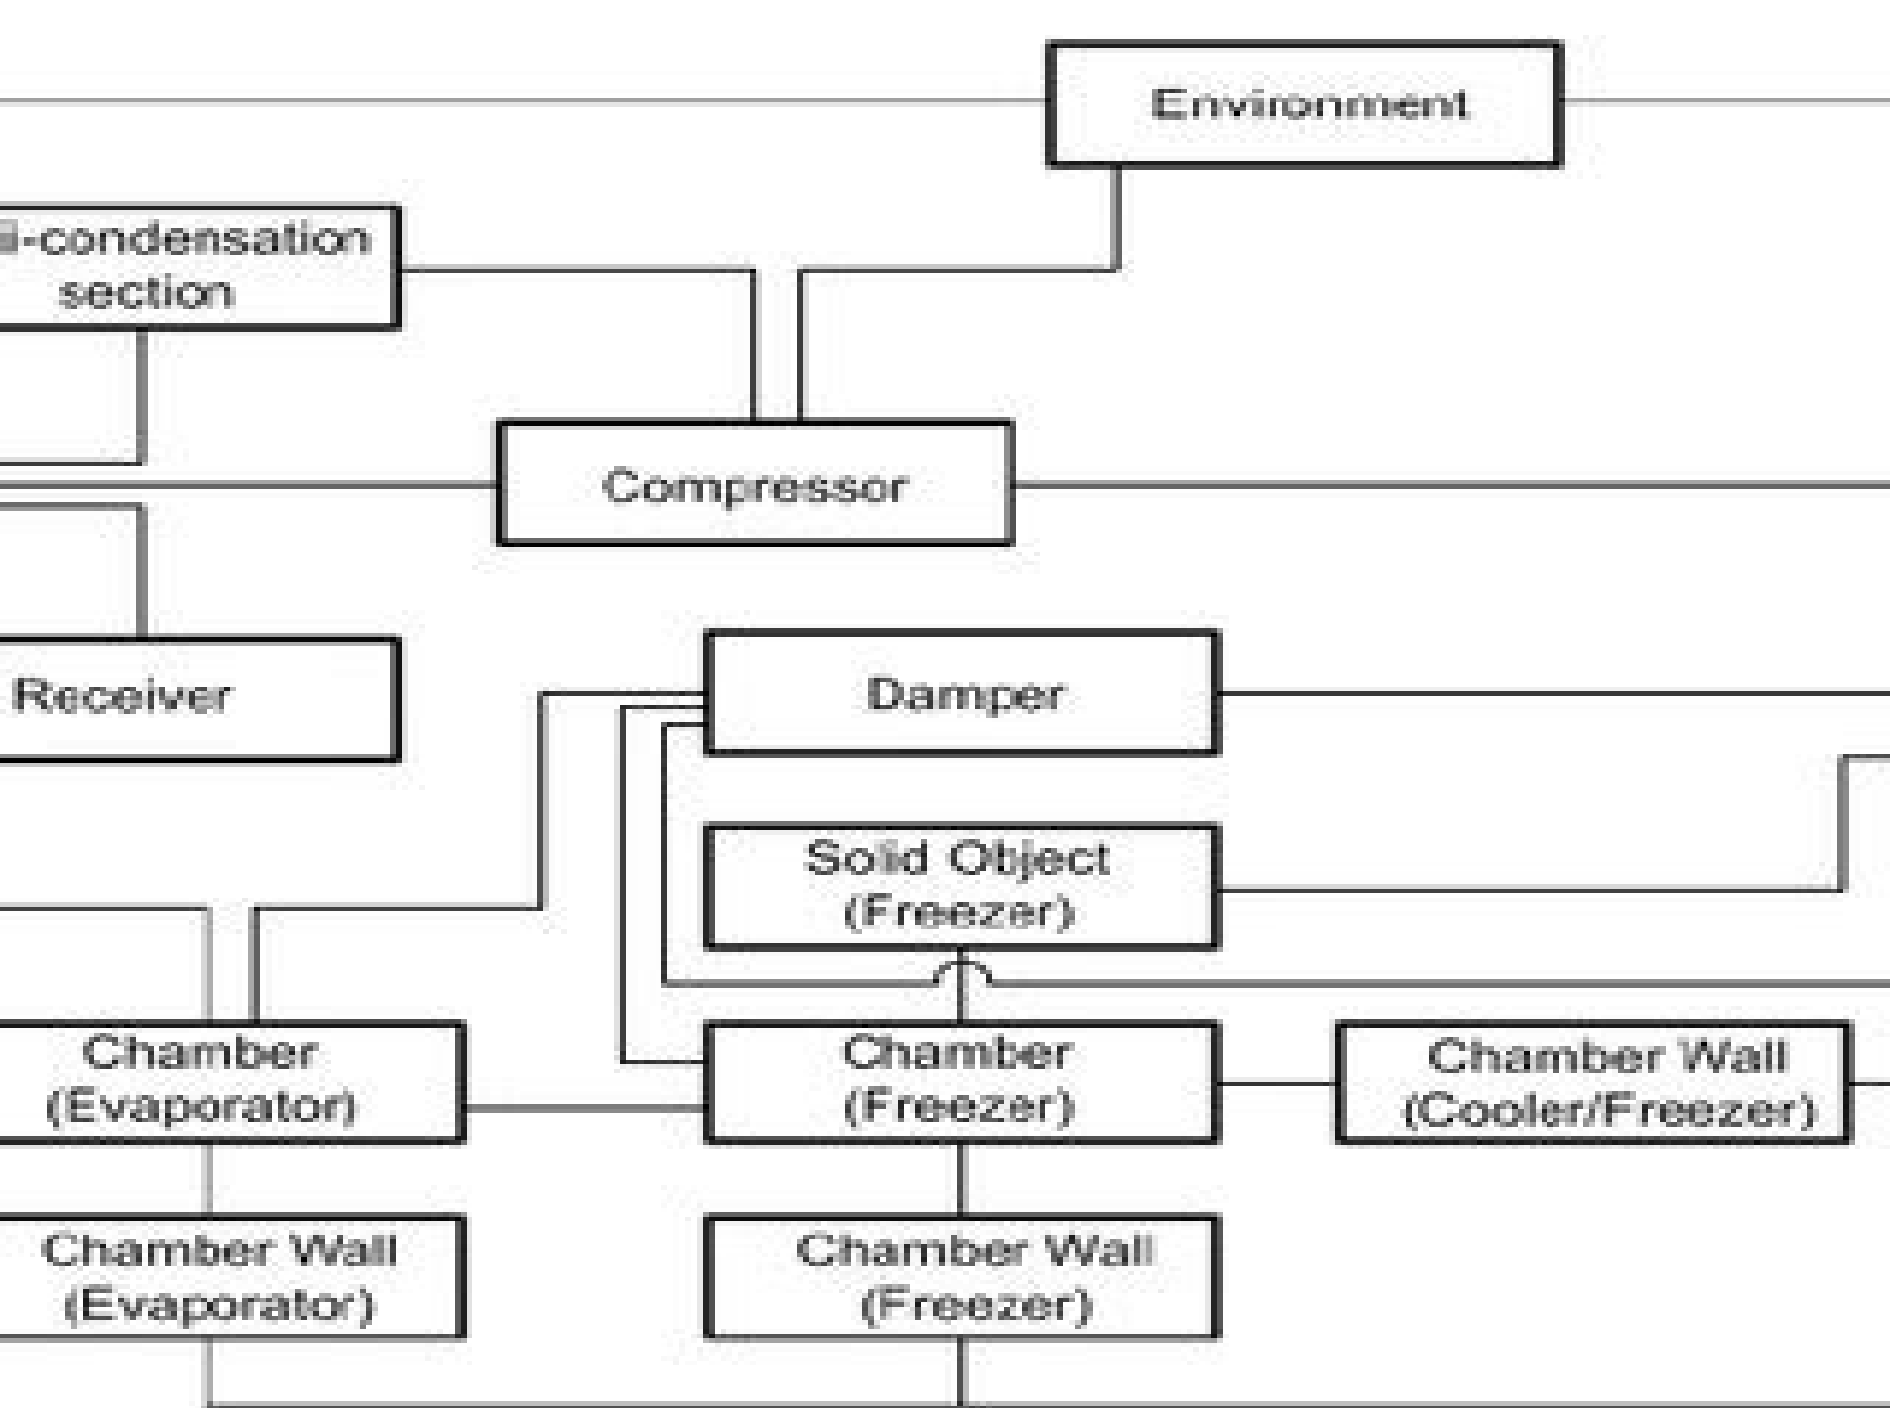 Environment
-condensation
section
Compressor
Receiver
Damper
Solid Object
(Freezer)
Chamber
(Evaporator)
Chamber
(Freezer)
Chamber Wall
(Cooler/Freezer)
Chamber Wall
(Evaporator)
Chamber Wall
(Freezer)